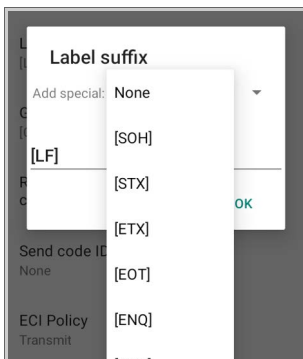 Label suffix
Add special: None
[SOH]
[LF]
[STX]
OK
[ETX]
Send code ID
None
[EOT]
ECI Policy
[ENQ]
Transmit